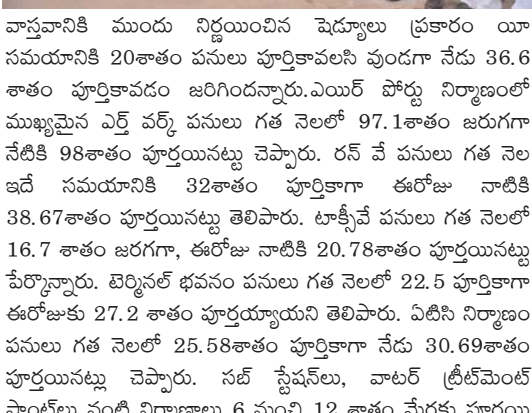 వాస్తవానికి ముందు నిర్ణయించిన షెడ్యూలు ప్రకారం యీ
సమయానికి 20శాతం పనులు పూర్తికావలసి వుండగా నేడు 36.6
శాతం పూర్తికావడం జరిగిందన్నారు.ఎయిర్ పోర్టు నిర్మాణంలో
ముఖ్యమైన ఎర్త్ వర్క్ పనులు గత నెలలో 97.1శాతం జరుగగా
నేటికి 98శాతం పూర్తయినట్టు చెప్పారు. రన్ వే పనులు గత నెల
ఇదే సమయానికి 32శాతం పూర్తికాగా ఈరోజు నాటికి
38.67శాతం పూర్తయినట్టు తెలిపారు. టాక్సీవే పనులు గత నెలలో
16.7 శాతం జరగగా, ఈరోజు నాటికి 20.78శాతం పూర్తయినట్టు
పేర్కొన్నారు. టెర్మినల్ భవనం పనులు గత నెలలో 22.5 పూర్తికాగా
ఈరోజుకు 27.2 శాతం పూర్తయ్యాయని తెలిపారు. ఏటిసి నిర్మాణం
పనులు గత నెలలో 25.58శాతం పూర్తికాగా నేడు 30.69శాతం
పూర్తయినట్లు చెప్పారు. సబ్ స్టేషన్‌లు, వాటర్ ట్రీట్‌మెంట్
ప్లాంట్‌లు వంటి నిర్మాణాలు 6 నుంచి 12 శాతం మేరకు